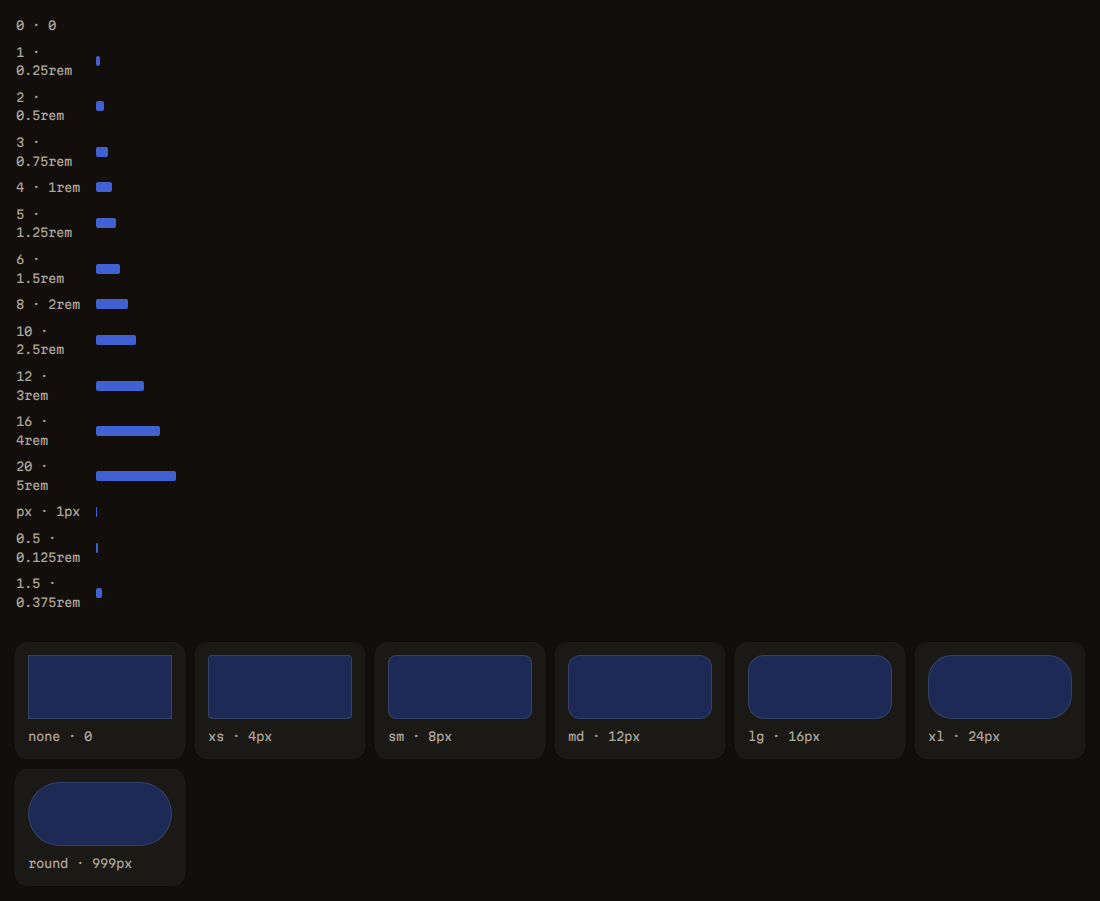 0 · 0
1 ·
0.25rem
2 ·
0.5rem
3 ·
0.75rem
4 · 1rem
5 ·
1.25rem
6 ·
1.5rem
8 · 2rem
10 ·
2.5rem
12 ·
3rem
16 ·
4rem
20 ·
5rem
px · 1px
0.5 ·
0.125rem
1.5 ·
0.375rem
none · 0
xs · 4px
sm · 8px
md · 12px
lg · 16px
xl · 24px
round · 999px